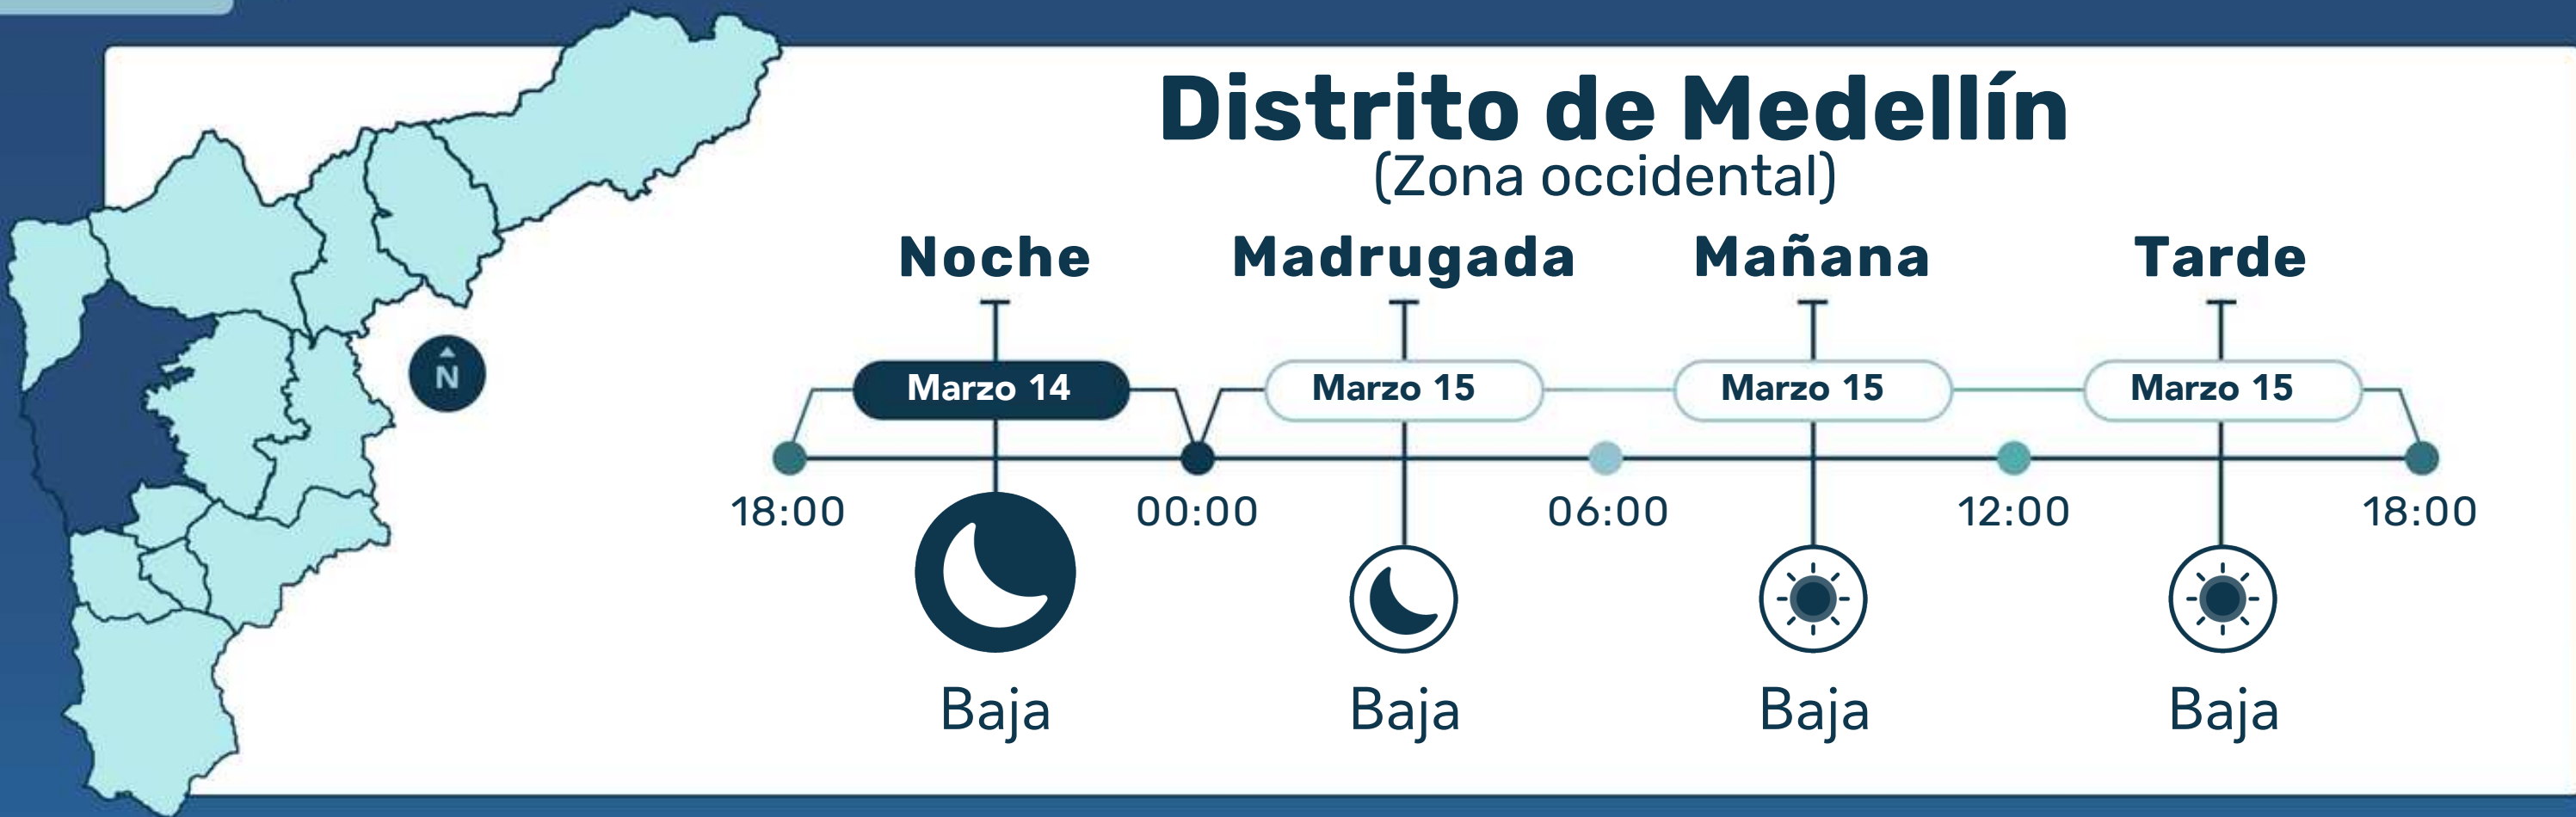 Distrito de Medellín
(Zona occidental)
Noche Madrugada Mañana Tarde
Marzo 14 Marzo 15 Marzo 15 Marzo 15
N
18:00 00:00 06:00 12:00 18:00
Baja Baja Baja Baja